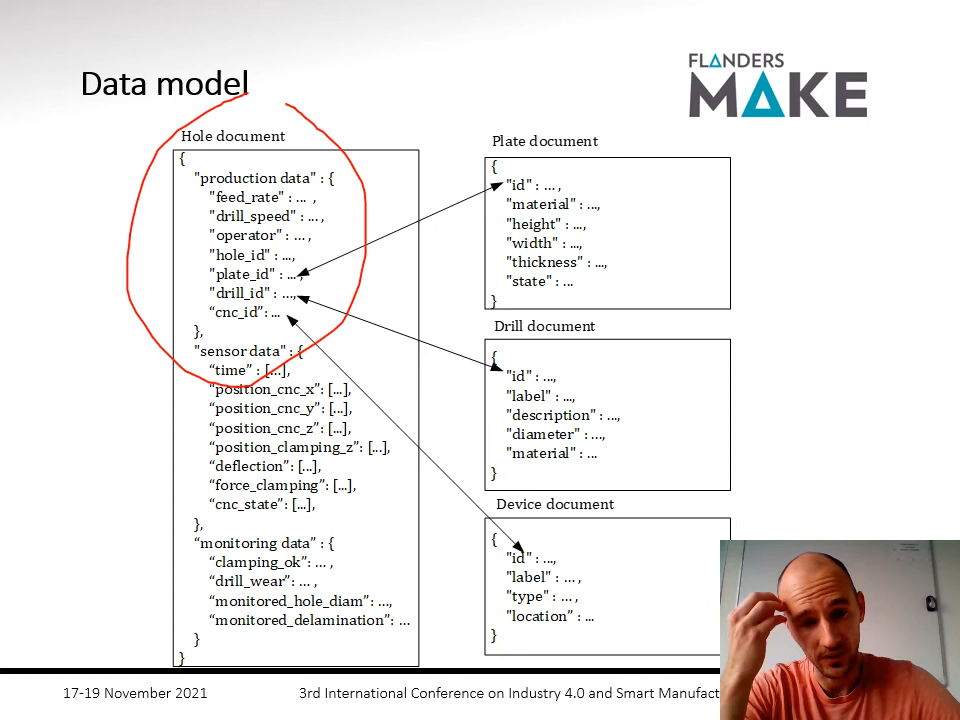 Data model
FLANDERS
MAKE
Hole document
{
"production data" : {
"feed_rate" : ... ,
"drill_speed" : ... ,
"operator" : ... ,
"hole_id" : ...,
"plate_id" : ... ,
"drill_id" : ...,
“cnc_id”: ...
},
"sensor data" : {
“time” : [...],
“position_cnc_x”: [...],
“position_cnc_y”: [...],
“position_cnc_z”: [...],
“position_clamping_z”: [...],
“deflection”: [...],
“force_clamping”: [...],
“cnc_state”: [...],
},
“monitoring data” : {
“clamping_ok”: ... ,
“drill_wear”: ... ,
“monitored_hole_diam”: ...,
“monitored_delamination”: ...
}
}
Plate document
{
"id" : ... ,
"material" : ...,
"height" : ...,
"width" : ...,
"thickness" : ...,
"state" : ...
}
Drill document
{
"id" : ...,
"label" : ...,
"description" : ...,
"diameter" : ...,
"material" : ...
}
Device document
{
"id" : ...,
"label" : ... ,
"type" : ... ,
"location” : ...
}
17-19 November 2021
3rd International Conference on Industry 4.0 and Smart Manufact